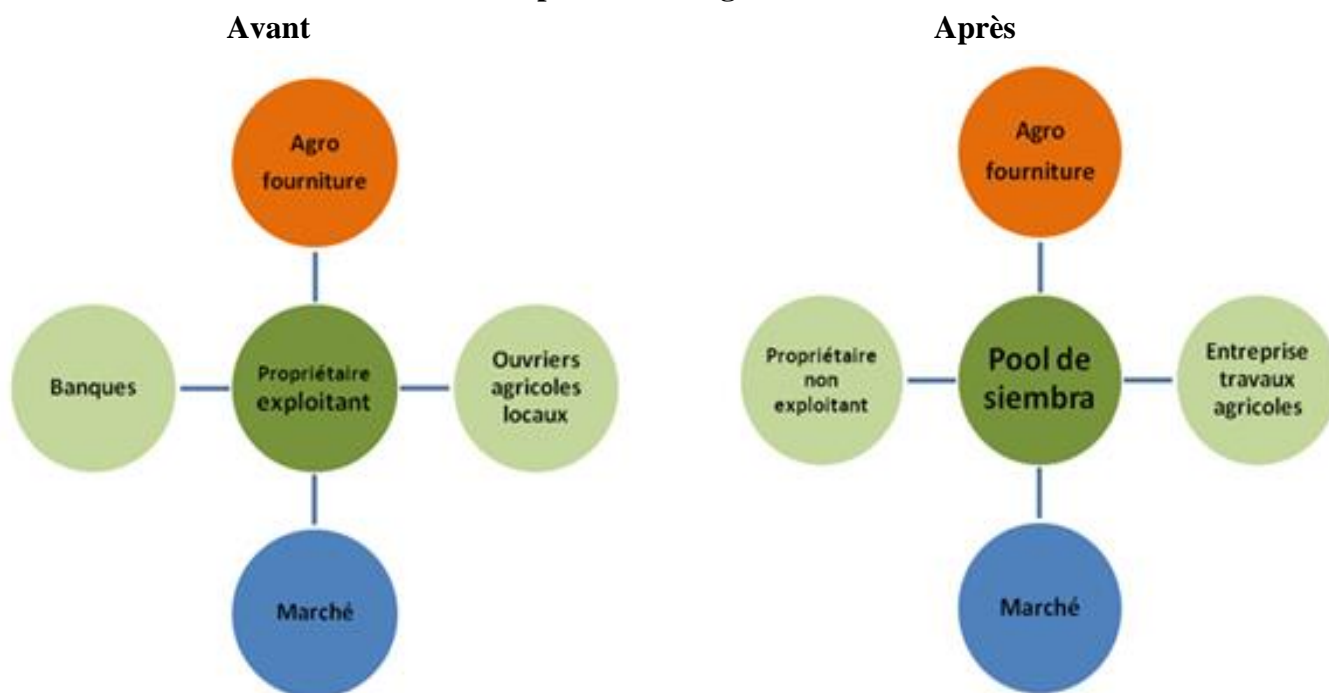 Avant
Après
Agro
fourniture
Banques
Propriétaire
exploitant
Ouvriers
agricoles
locaux
Marché
Agro
fourniture
Propriétaire
non
exploitant
Pool de
siembra
Entreprise
travaux
agricoles
Marché